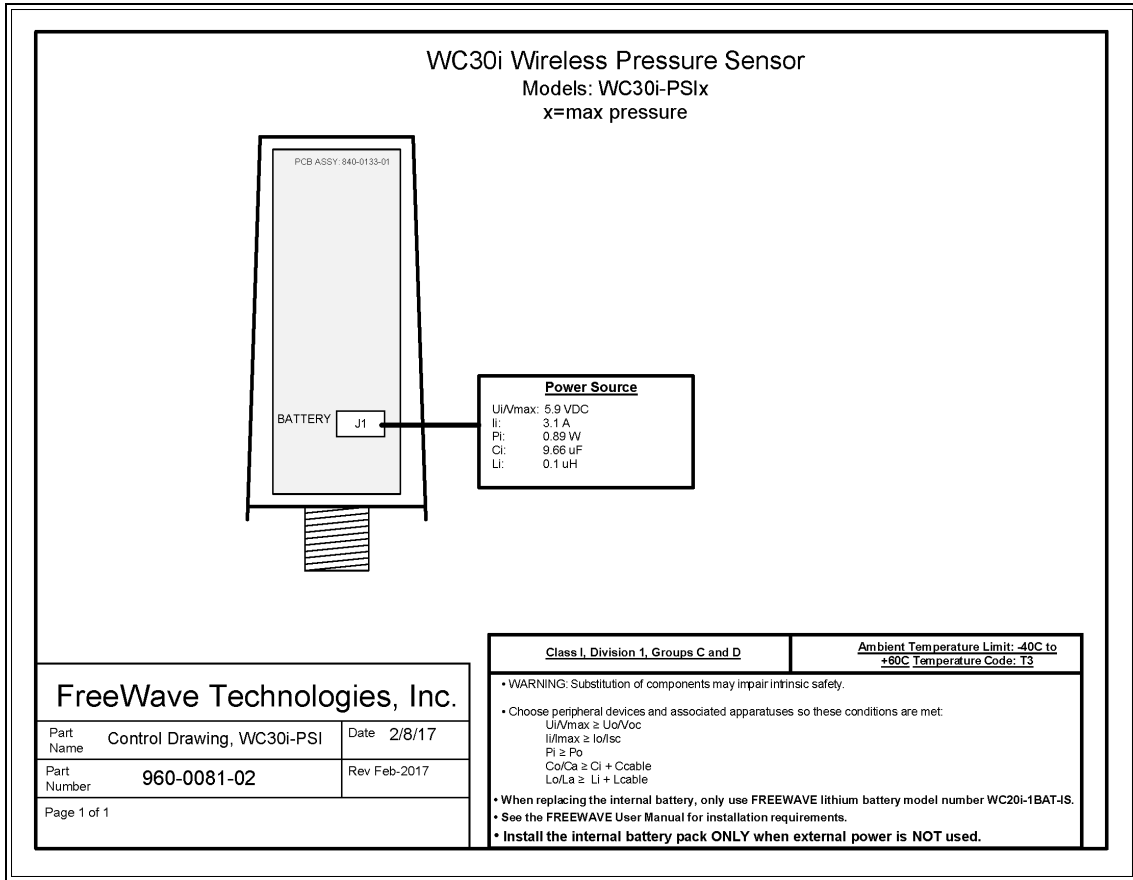 WC30i Wireless Pressure Sensor
Models: WC30i-PSIx
x=max pressure
PCB ASSY: 840-0133-01
BATTERY
J1
Power Source
Ui/Vmax: 5.9 VDC
Ii: 3.1 A
Pi: 0.89 W
Ci: 9.66 uF
Li: 0.1 uH
Class I, Division 1, Groups C and D
Ambient Temperature Limit: -40C to
+60C Temperature Code: T3
• WARNING: Substitution of components may impair intrinsic safety.
• Choose peripheral devices and associated apparatuses so these conditions are met:
Ui/Vmax ≥ Uo/Voc
Ii/Imax ≥ Io/Isc
Pi ≥ Po
Co/Ca ≥ Ci + Ccable
Lo/La ≥ Li + Lcable
• When replacing the internal battery, only use FREEWAVE lithium battery model number WC20i-1BAT-IS.
• See the FREEWAVE User Manual for installation requirements.
• Install the internal battery pack ONLY when external power is NOT used.
FreeWave Technologies, Inc.
Part
Name
Control Drawing, WC30i-PSI
Date 2/8/17
Part
Number
960-0081-02
Rev Feb-2017
Page 1 of 1